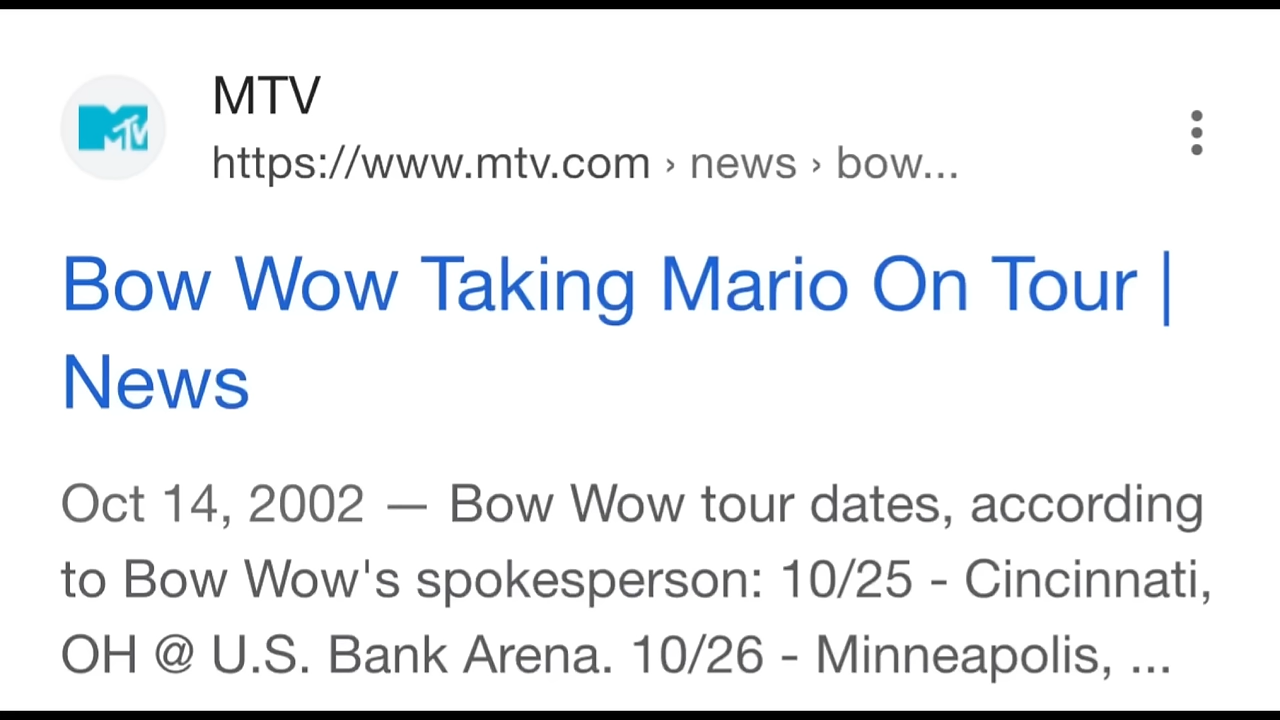 MTV
MTV
https://www.mtv.com › news › bow...
Bow Wow Taking Mario On Tour |
News
Oct 14, 2002 — Bow Wow tour dates, according
to Bow Wow's spokesperson: 10/25 - Cincinnati,
OH @ U.S. Bank Arena. 10/26 - Minneapolis, ...